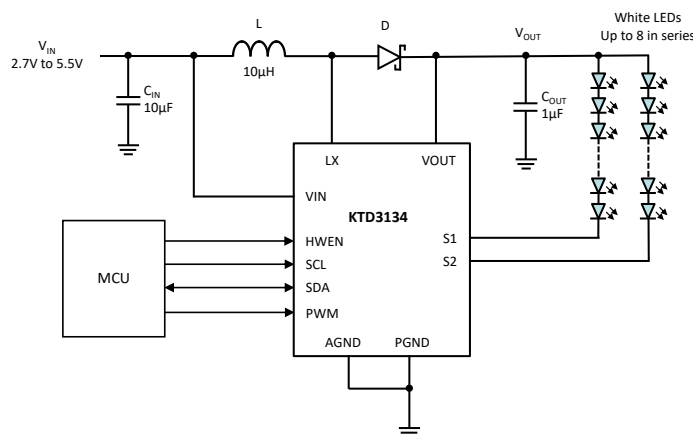 White LEDs
Up to 8 in series
L
D
VIN
2.7V to 5.5V
VOUT
10µH
CIN
10µF
COUT
1µF
LX
VOUT
VIN
KTD3134
MCU
HWEN
SCL
SDA
PWM
S1
S2
AGND
PGND